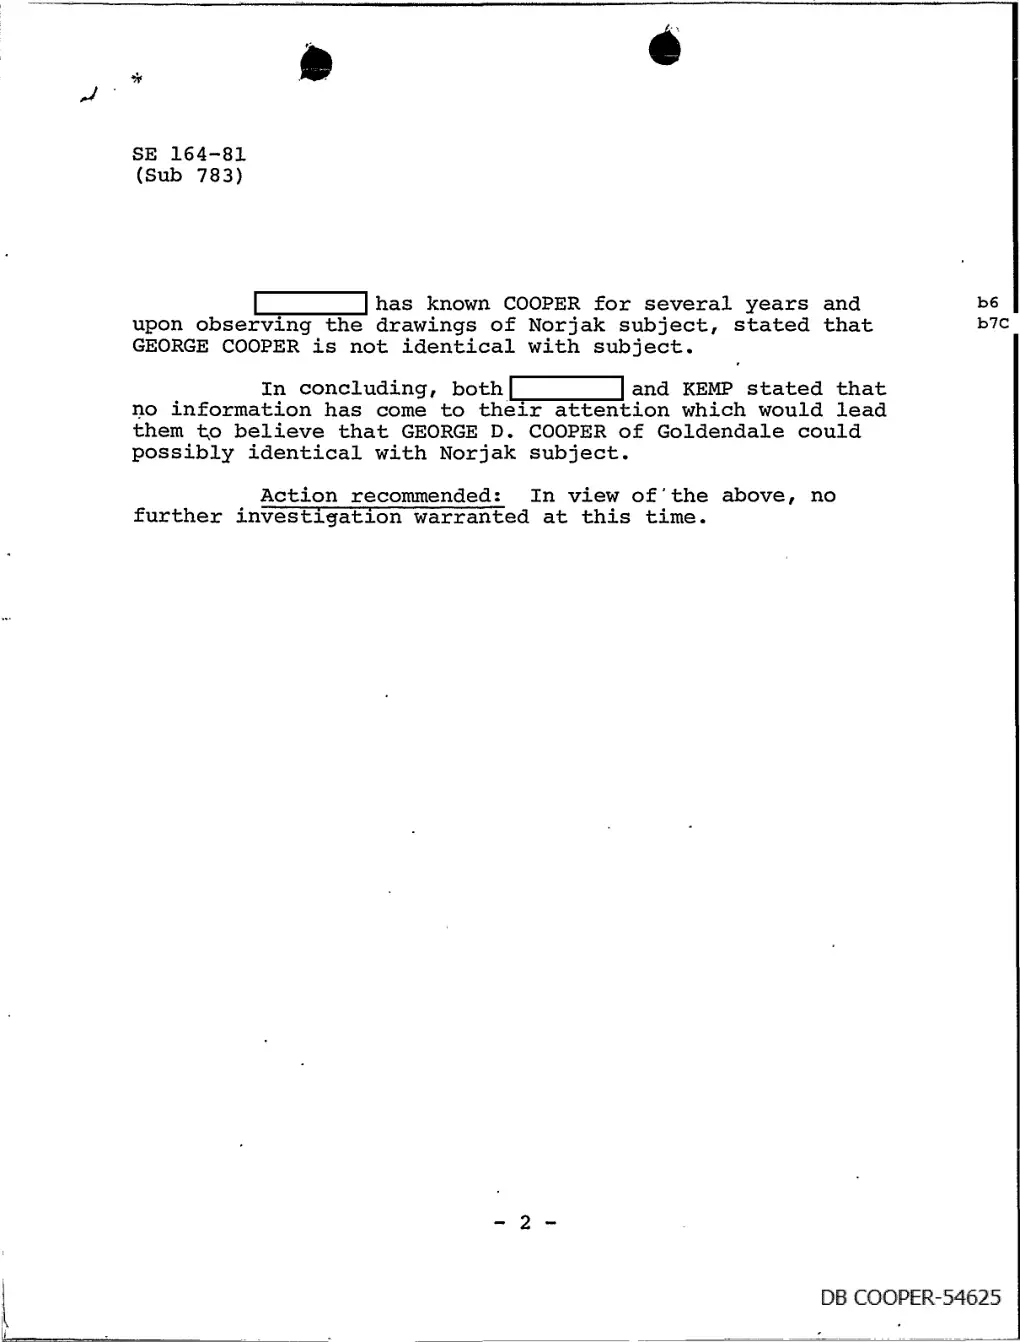 SE 164-81
(Sub 783)
has known COOPER for several years and
b6
upon observing the drawings of Norjak subject, stated that
b7C
GEORGE COOPER is not identical with subject.
In concluding, both and KEMP stated that
no information has come to their attention which would lead
them to believe that GEORGE D. COOPER of Goldendale could
possibly identical with Norjak subject.
Action recommended: In view of the above, no
further investigation warranted at this time.
- 2 -
DB COOPER-54625